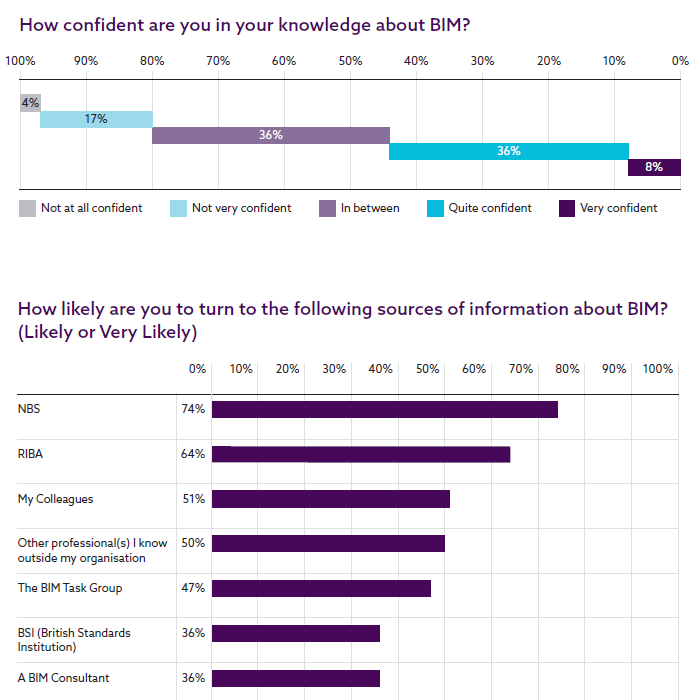 How confident are you in your knowledge about BIM?
100% 90% 80% 70% 60% 50% 40% 30% 20% 10% 0%
4%
17%
36%
36%
8%
Not at all confident Not very confident In between Quite confident Very confident
How likely are you to turn to the following sources of information about BIM?
(Likely or Very Likely)
0% 10% 20% 30% 40% 50% 60% 70% 80% 90% 100%
NBS 74%
RIBA 64%
My Colleagues 51%
Other professional(s) I know 50%
outside my organisation
The BIM Task Group 47%
BSI (British Standards 36%
Institution)
A BIM Consultant 36%